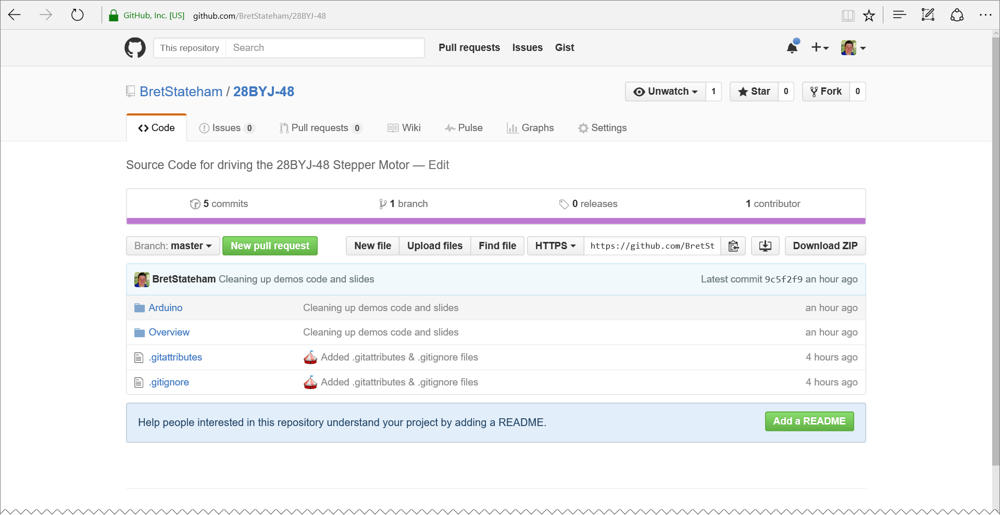 GitHub, Inc. [US] github.com/BretStateham/28BYJ-48
This repository Search Pull requests Issues Gist
BretStateham / 28BYJ-48 Unwatch 1 Star 0 Fork 0
Code Issues 0 Pull requests 0 Wiki Pulse Graphs Settings
Source Code for driving the 28BYJ-48 Stepper Motor — Edit
5 commits 1 branch 0 releases 1 contributor
Branch: master New pull request New file Upload files Find file HTTPS https://github.com/BretSt Download ZIP
BretStateham Cleaning up demos code and slides Latest commit 9c5f2f9 an hour ago
Arduino Cleaning up demos code and slides an hour ago
Overview Cleaning up demos code and slides an hour ago
.gitattributes Added .gitattributes & .gitignore files 4 hours ago
.gitignore Added .gitattributes & .gitignore files 4 hours ago
Help people interested in this repository understand your project by adding a README. Add a README